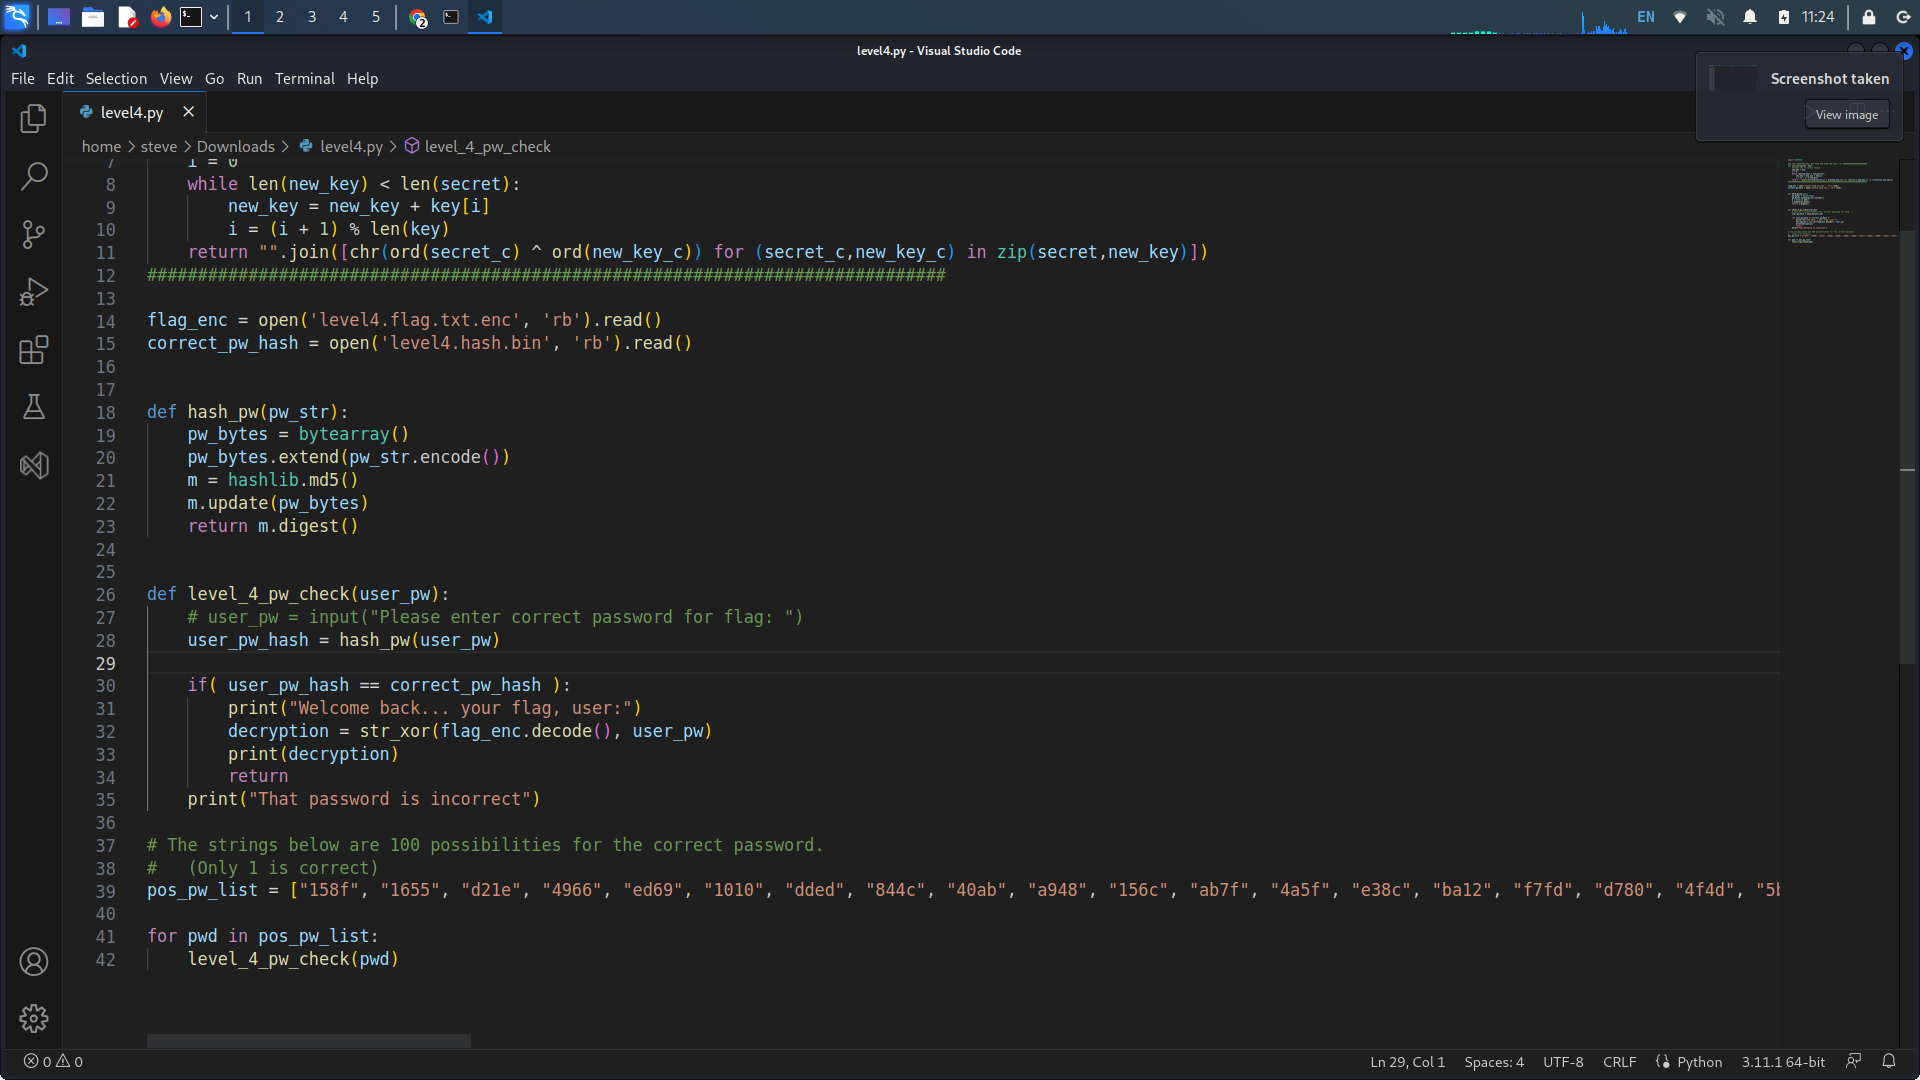 1 2 3 4 5 2 EN 11:24
level4.py - Visual Studio Code
File Edit Selection View Go Run Terminal Help
Screenshot taken
View image
level4.py
home > steve > Downloads > level4.py > level_4_pw_check
7 i = 0
8 while len(new_key) < len(secret):
9 new_key = new_key + key[i]
10 i = (i + 1) % len(key)
11 return "".join([chr(ord(secret_c) ^ ord(new_key_c)) for (secret_c,new_key_c) in zip(secret,new_key)])
12 ###############################################################################
13
14 flag_enc = open('level4.flag.txt.enc', 'rb').read()
15 correct_pw_hash = open('level4.hash.bin', 'rb').read()
16
17
18 def hash_pw(pw_str):
19 pw_bytes = bytearray()
20 pw_bytes.extend(pw_str.encode())
21 m = hashlib.md5()
22 m.update(pw_bytes)
23 return m.digest()
24
25
26 def level_4_pw_check(user_pw):
27 # user_pw = input("Please enter correct password for flag: ")
28 user_pw_hash = hash_pw(user_pw)
29
30 if( user_pw_hash == correct_pw_hash ):
31 print("Welcome back... your flag, user:")
32 decryption = str_xor(flag_enc.decode(), user_pw)
33 print(decryption)
34 return
35 print("That password is incorrect")
36
37 # The strings below are 100 possibilities for the correct password.
38 #   (Only 1 is correct)
39 pos_pw_list = ["158f", "1655", "d21e", "4966", "ed69", "1010", "dded", "844c", "40ab", "a948", "156c", "ab7f", "4a5f", "e38c", "ba12", "f7fd", "d780", "4f4d",
40
41 for pwd in pos_pw_list:
42 level_4_pw_check(pwd)
0 0 Ln 29, Col 1 Spaces: 4 UTF-8 CRLF Python 3.11.1 64-bit